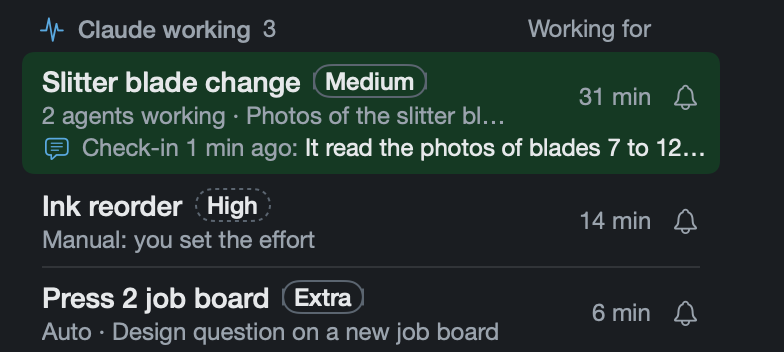 Claude working 3 Working for
Slitter blade change Medium
31 min
2 agents working · Photos of the slitter bl…
Check-in 1 min ago: It read the photos of blades 7 to 12…
Ink reorder High
14 min
Manual: you set the effort
Press 2 job board Extra
6 min
Auto · Design question on a new job board